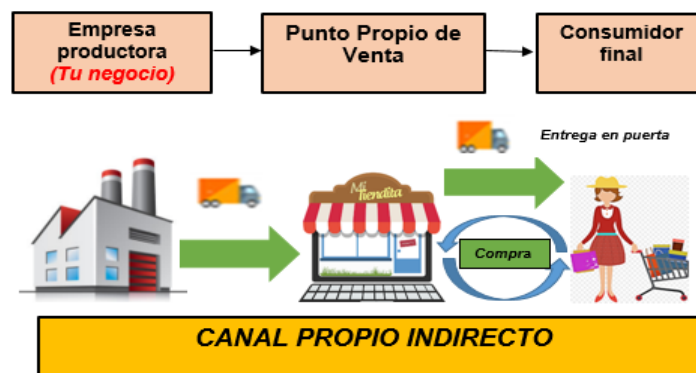 Empresa
productora
(Tu negocio)
Punto Propio de
Venta
Consumidor
final
Entrega en puerta
Mi
Tiendita
Compra
CANAL PROPIO INDIRECTO